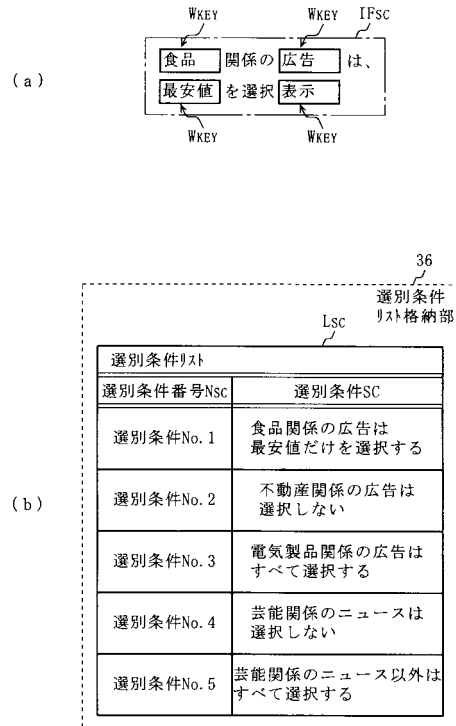 WKEY WKEY IFSC
(a)
食品 関係の 広告 は、
最安値 を選択 表示
WKEY WKEY
36
選別条件
リスト格納部
LSC
選別条件リスト
選別条件番号NSC 選別条件SC
(b)
選別条件No.1
食品関係の広告は
最安値だけを選択する
選別条件No.2
不動産関係の広告は
選択しない
選別条件No.3
電気製品関係の広告は
すべて選択する
選別条件No.4
芸能関係のニュースは
選択しない
選別条件No.5
芸能関係のニュース以外は
すべて選択する